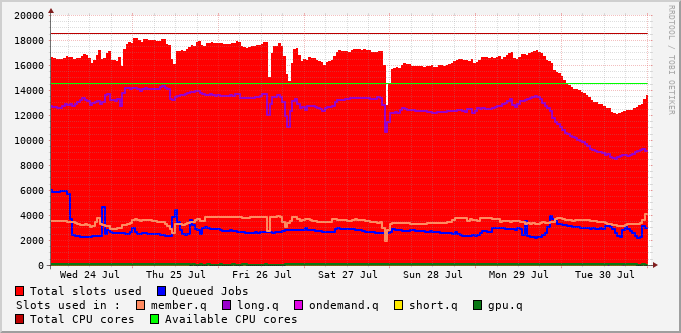 RRDTOOL / TOBI OETIKER
20000
18000
16000
14000
12000
10000
8000
6000
4000
2000
0
Wed 24 Jul Thu 25 Jul Fri 26 Jul Sat 27 Jul Sun 28 Jul Mon 29 Jul Tue 30 Jul
Total slots used Queued Jobs
Slots used in : member.q long.q ondemand.q short.q gpu.q
Total CPU cores Available CPU cores